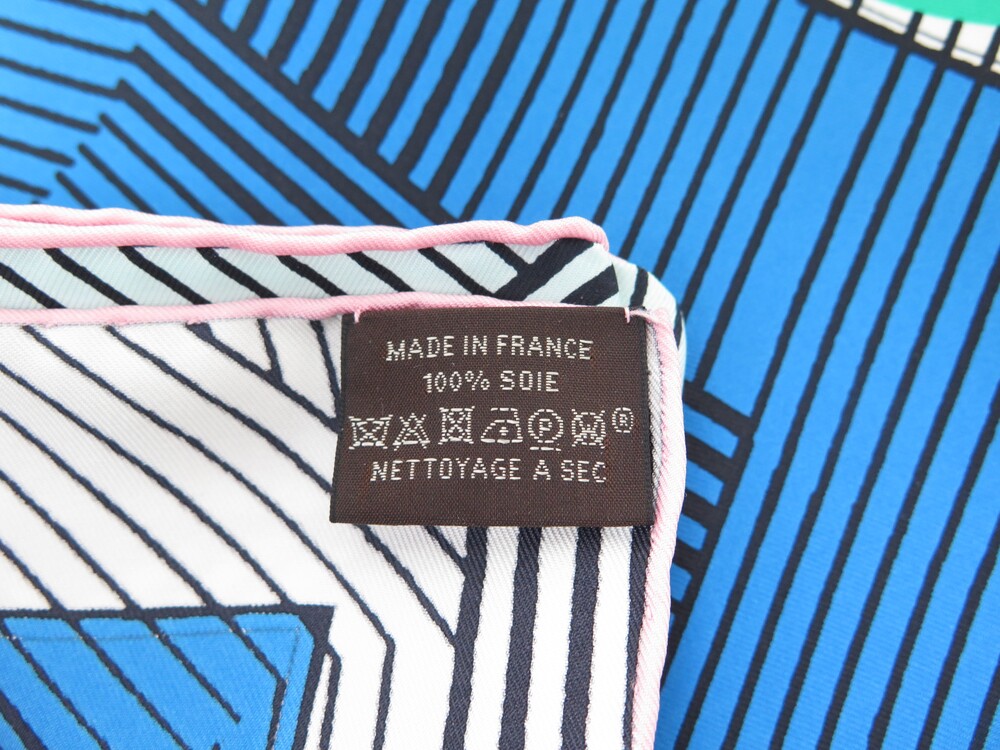 MADE IN FRANCE
100% SOIE
P W ®
NETTOYAGE A SEC